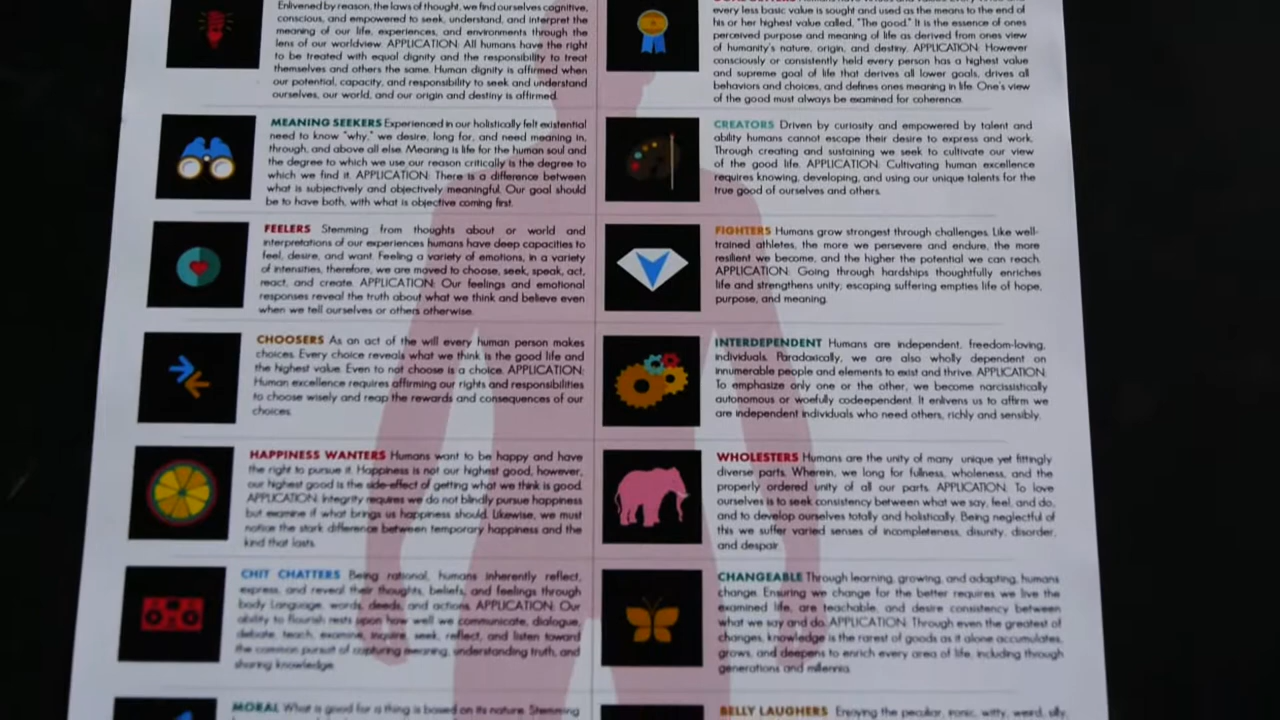 Enlivened by reason, the laws of thought, we find ourselves cognitive,
conscious, and empowered to seek, understand, and interpret the
meaning of our life, experiences, and environments through the
lens of our worldview. APPLICATION: All humans have the right
to be treated with equal dignity and the responsibility to treat
themselves and others the same. Human dignity is affirmed when
our potential, capacity, and responsibility to seek and understand
ourselves, our world, and our origin and destiny is affirmed.
MEANING SEEKERS Experienced in our holistically felt existential
need to know "why," we desire, long for, and need meaning in,
through, and above all else. Meaning is life for the human soul and
the degree to which we use our reason critically is the degree to
which we find it. APPLICATION: There is a difference between
what is subjectively and objectively meaningful. Our goal should
be to have both, with what is objective coming first.
FEELERS Stemming from thoughts about or world and
interpretations of our experiences humans have deep capacities to
feel, desire, and want. Feeling a variety of emotions, in a variety
of intensities, therefore, we are moved to choose, seek, speak, act,
react, and create. APPLICATION: Our feelings and emotional
responses reveal the truth about what we think and believe even
when we tell ourselves or others otherwise.
CHOOSERS As an act of the will every human person makes
choices. Every choice reveals what we think is the good life and
the highest value. Even to not choose is a choice. APPLICATION:
Human excellence requires affirming our rights and responsibilities
to choose wisely and reap the rewards and consequences of our
choices.
HAPPINESS WANTERS Humans want to be happy and have
the right to pursue it. Happiness is not our highest good, however,
our highest good is the side-effect of getting what we think is good.
APPLICATION: Integrity requires we do not blindly pursue happiness
but examine if what brings us happiness should. Likewise, we must
notice the stark difference between temporary happiness and the
kind that lasts.
CHIT CHATTERS Being rational, humans inherently reflect,
express, and reveal their thoughts, beliefs, and feelings through
body Language, words, deeds, and actions. APPLICATION: Our
ability to flourish rests upon how well we communicate, dialogue,
debate, teach, examine, inquire, seek, reflect, and listen toward
the common pursuit of capturing meaning, understanding truth, and
sharing knowledge.
MORAL What is good for a thing is based on its nature. Stemming
every less basic value is sought and used as the means to the end of
his or her highest value called, "The good." It is the essence of ones
perceived purpose and meaning of life as derived from ones view
of humanity's nature, origin, and destiny. APPLICATION: However
consciously or consistently held every person has a highest value
and supreme goal of life that derives all lower goals, drives all
behaviors and choices, and defines ones meaning in life. One's view
of the good must always be examined for coherence.
CREATORS Driven by curiosity and empowered by talent and
ability humans cannot escape their desire to express and work.
Through creating and sustaining we seek to cultivate our view
of the good life. APPLICATION: Cultivating human excellence
requires knowing, developing, and using our unique talents for the
true good of ourselves and others.
FIGHTERS Humans grow strongest through challenges. Like well-
trained athletes, the more we persevere and endure, the more
resilient we become, and the higher the potential we can reach.
APPLICATION: Going through hardships thoughtfully enriches
life and strengthens unity; escaping suffering empties life of hope,
purpose, and meaning.
INTERDEPENDENT Humans are independent, freedom-loving,
individuals. Paradoxically, we are also wholly dependent on
innumerable people and elements to exist and thrive. APPLICATION:
To emphasize only one or the other, we become narcissistically
autonomous or woefully codeependent. It enlivens us to affirm we
are independent individuals who need others, richly and sensibly.
WHOLESTERS Humans are the unity of many unique yet fittingly
diverse parts. Wherein, we long for fullness, wholeness, and the
properly ordered unity of all our parts. APPLICATION: To love
ourselves is to seek consistency between what we say, feel, and do,
and to develop ourselves totally and holistically. Being neglectful of
this we suffer varied senses of incompleteness, disunity, disorder,
and despair.
CHANGEABLE Through learning, growing, and adapting, humans
change. Ensuring we change for the better requires we live the
examined life, are teachable, and desire consistency between
what we say and do. APPLICATION: Through even the greatest of
changes, knowledge is the rarest of goods as it alone accumulates,
grows, and deepens to enrich every area of life, including through
generations and millennia.
BELLY LAUGHERS Enjoying the peculiar, ironic, witty, weird, silly,